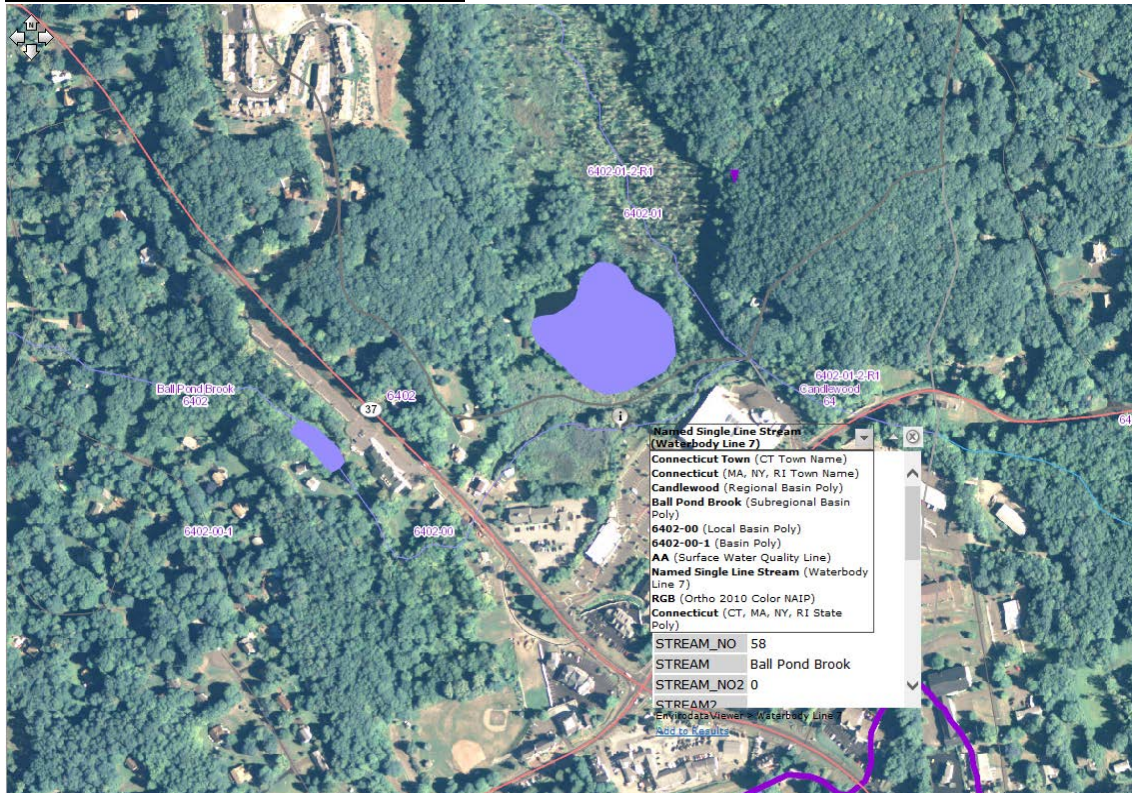 N
6402-01-2-R1
6402-01
Ball Pond Brook
6402
6402
37
6402-01-2-R1
Candlewood
64
64
i
6402-00-1
6402-00
Named Single Line Stream
(Waterbody Line 7)
Connecticut Town (CT Town Name)
Connecticut (MA, NY, RI Town Name)
Candlewood (Regional Basin Poly)
Ball Pond Brook (Subregional Basin
Poly)
6402-00 (Local Basin Poly)
6402-00-1 (Basin Poly)
AA (Surface Water Quality Line)
Named Single Line Stream (Waterbody
Line 7)
RGB (Ortho 2010 Color NAIP)
Connecticut (CT, MA, NY, RI State
Poly)
STREAM_NO 58
STREAM Ball Pond Brook
STREAM_NO2 0
STREAM2
EnvirodataViewer > Waterbody Line 7
Add to Results